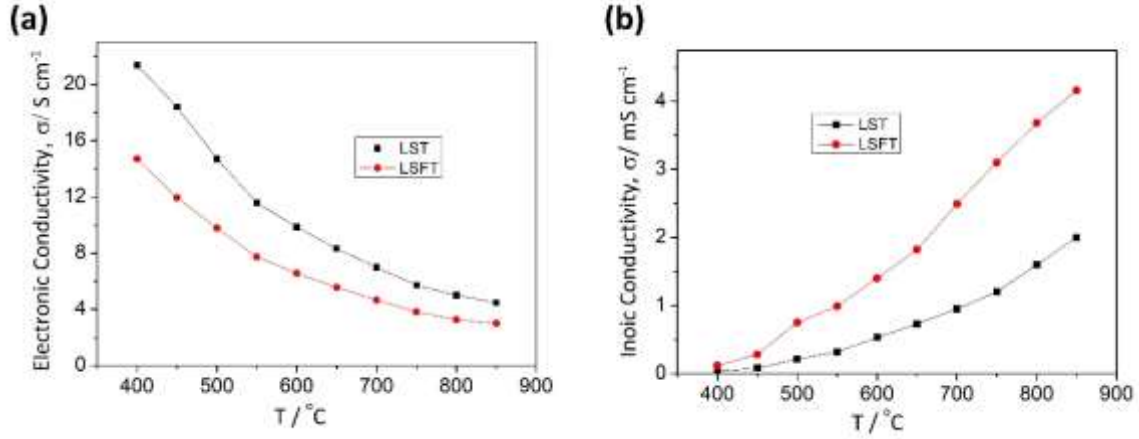 (a)
Electronic Conductivity, σ/ S cm⁻¹
20
16
12
8
4
0
LST
LSFT
400 500 600 700 800 900
T / °C
(b)
Inoic Conductivity, σ/ mS cm⁻¹
4
3
2
1
0
LST
LSFT
400 500 600 700 800 900
T / °C